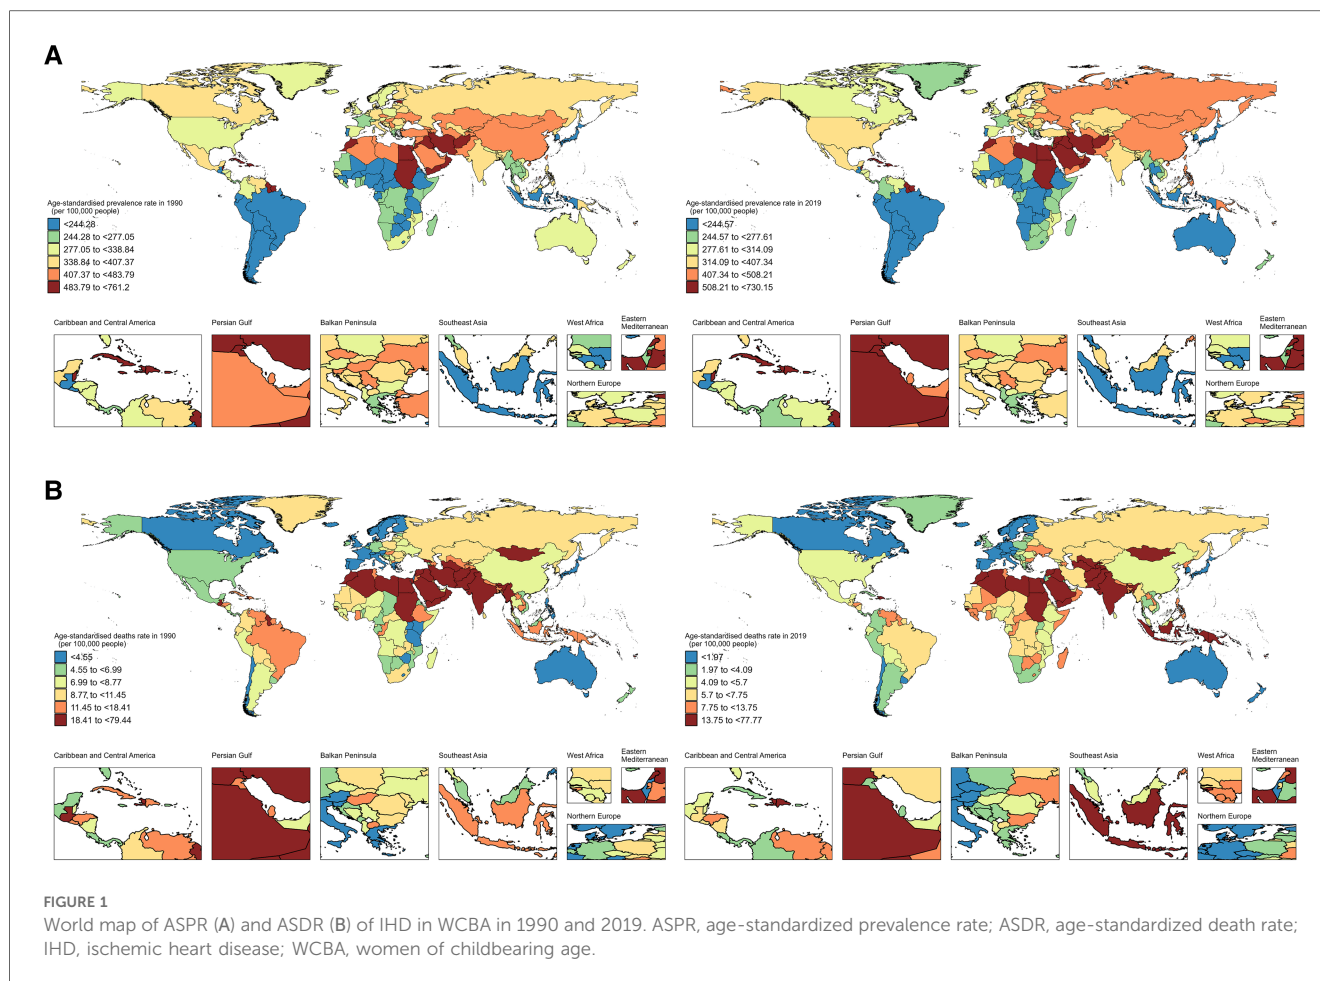 A
Age-standardised prevalence rate in 1990
(per 100,000 people)
<244.28
244.28 to <277.05
277.05 to <338.84
338.84 to <407.37
407.37 to <483.79
483.79 to <761.2
Age-standardised prevalence rate in 2019
(per 100,000 people)
<244.57
244.57 to <277.61
277.61 to <314.09
314.09 to <407.34
407.34 to <508.21
508.21 to <730.15
Caribbean and Central America
Persian Gulf
Balkan Peninsula
Southeast Asia
West Africa
Eastern
Mediterranean
Northern Europe
Caribbean and Central America
Persian Gulf
Balkan Peninsula
Southeast Asia
West Africa
Eastern
Mediterranean
Northern Europe
B
Age-standardised deaths rate in 1990
(per 100,000 people)
<4.55
4.55 to <6.99
6.99 to <8.77
8.77 to <11.45
11.45 to <18.41
18.41 to <79.44
Age-standardised deaths rate in 2019
(per 100,000 people)
<1.97
1.97 to <4.09
4.09 to <5.7
5.7 to <7.75
7.75 to <13.75
13.75 to <77.77
Caribbean and Central America
Persian Gulf
Balkan Peninsula
Southeast Asia
West Africa
Eastern
Mediterranean
Northern Europe
Caribbean and Central America
Persian Gulf
Balkan Peninsula
Southeast Asia
West Africa
Eastern
Mediterranean
Northern Europe
FIGURE 1
World map of ASPR (A) and ASDR (B) of IHD in WCBA in 1990 and 2019. ASPR, age-standardized prevalence rate; ASDR, age-standardized death rate;
IHD, ischemic heart disease; WCBA, women of childbearing age.